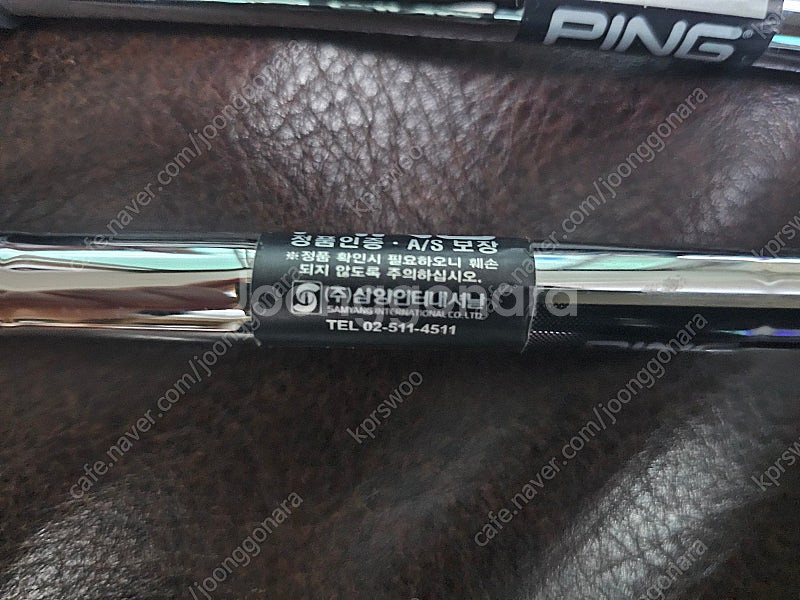 PING
정품인증 · A/S 보장
※정품 확인시 필요하오니 훼손
되지 않도록 주의하십시오.
(주)삼양인터내셔날
SAMYANG INTERNATIONAL CO.LTD.
TEL 02-511-4511
PING
Joonggonara
cafe.naver.com/joonggonara
kprswoo